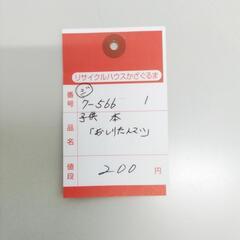 リサイクルハウスかざぐるま
番号 ② 7-566 1
品名 子供 本
「おしりたんてい」
値段 200 円